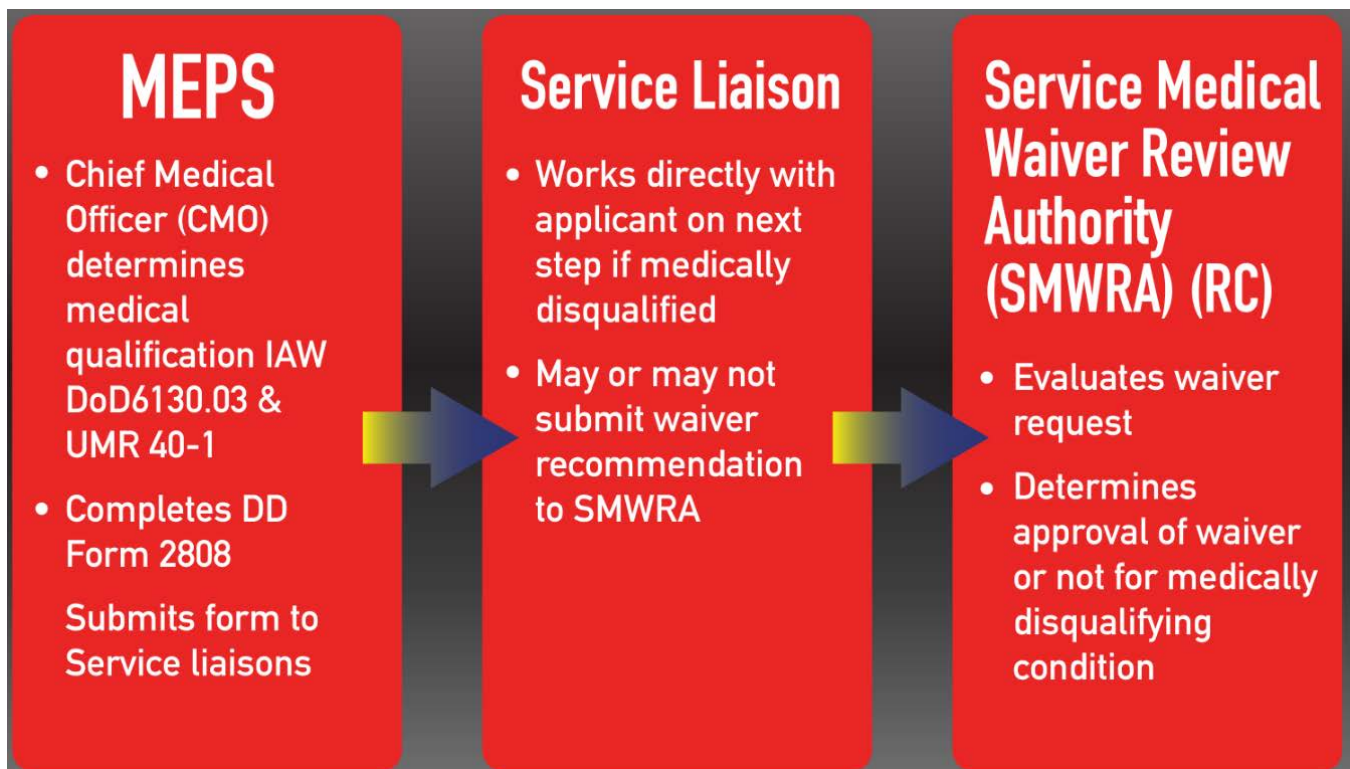 MEPS
• Chief Medical
Officer (CMO)
determines
medical
qualification IAW
DoD6130.03 &
UMR 40-1
• Completes DD
Form 2808
Submits form to
Service liaisons
Service Liaison
• Works directly with
applicant on next
step if medically
disqualified
• May or may not
submit waiver
recommendation
to SMWRA
Service Medical
Waiver Review
Authority
(SMWRA) (RC)
• Evaluates waiver
request
• Determines
approval of waiver
or not for medically
disqualifying
condition